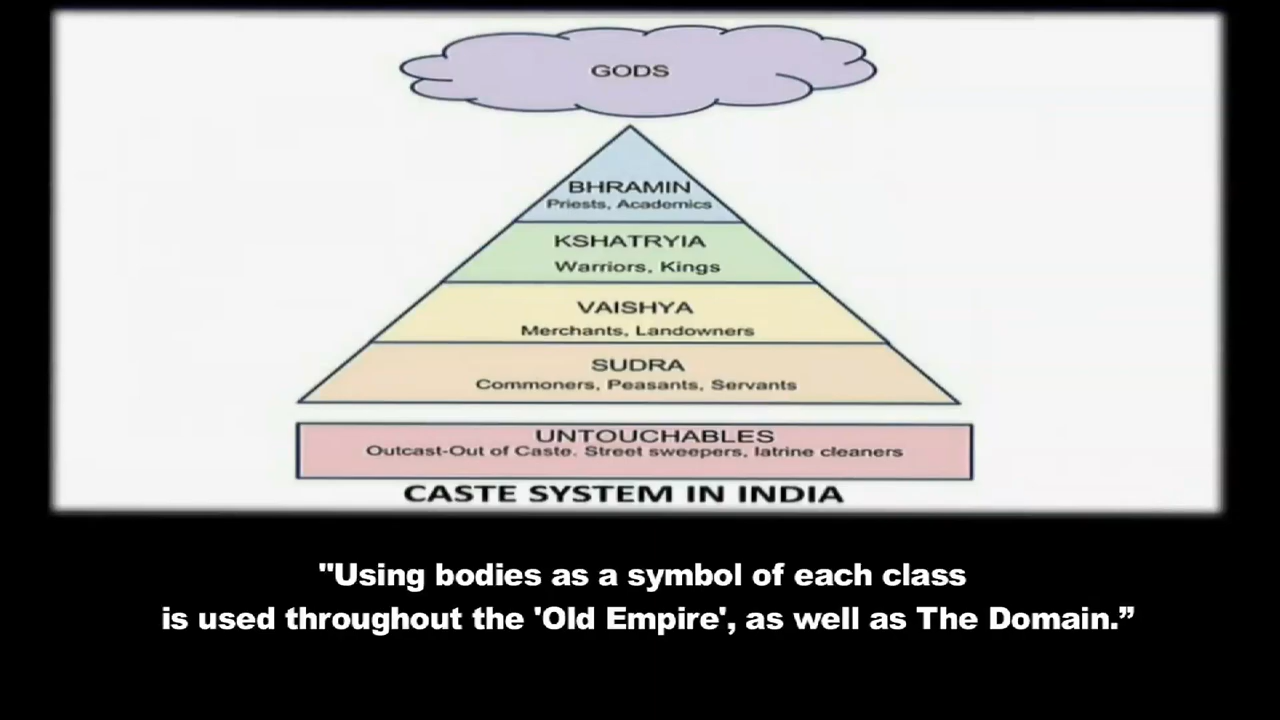 GODS
BHRAMIN
Priests, Academics
KSHATRYIA
Warriors, Kings
VAISHYA
Merchants, Landowners
SUDRA
Commoners, Peasants, Servants
UNTOUCHABLES
Outcast-Out of Caste. Street sweepers, latrine cleaners
CASTE SYSTEM IN INDIA
"Using bodies as a symbol of each class
is used throughout the 'Old Empire', as well as The Domain.”